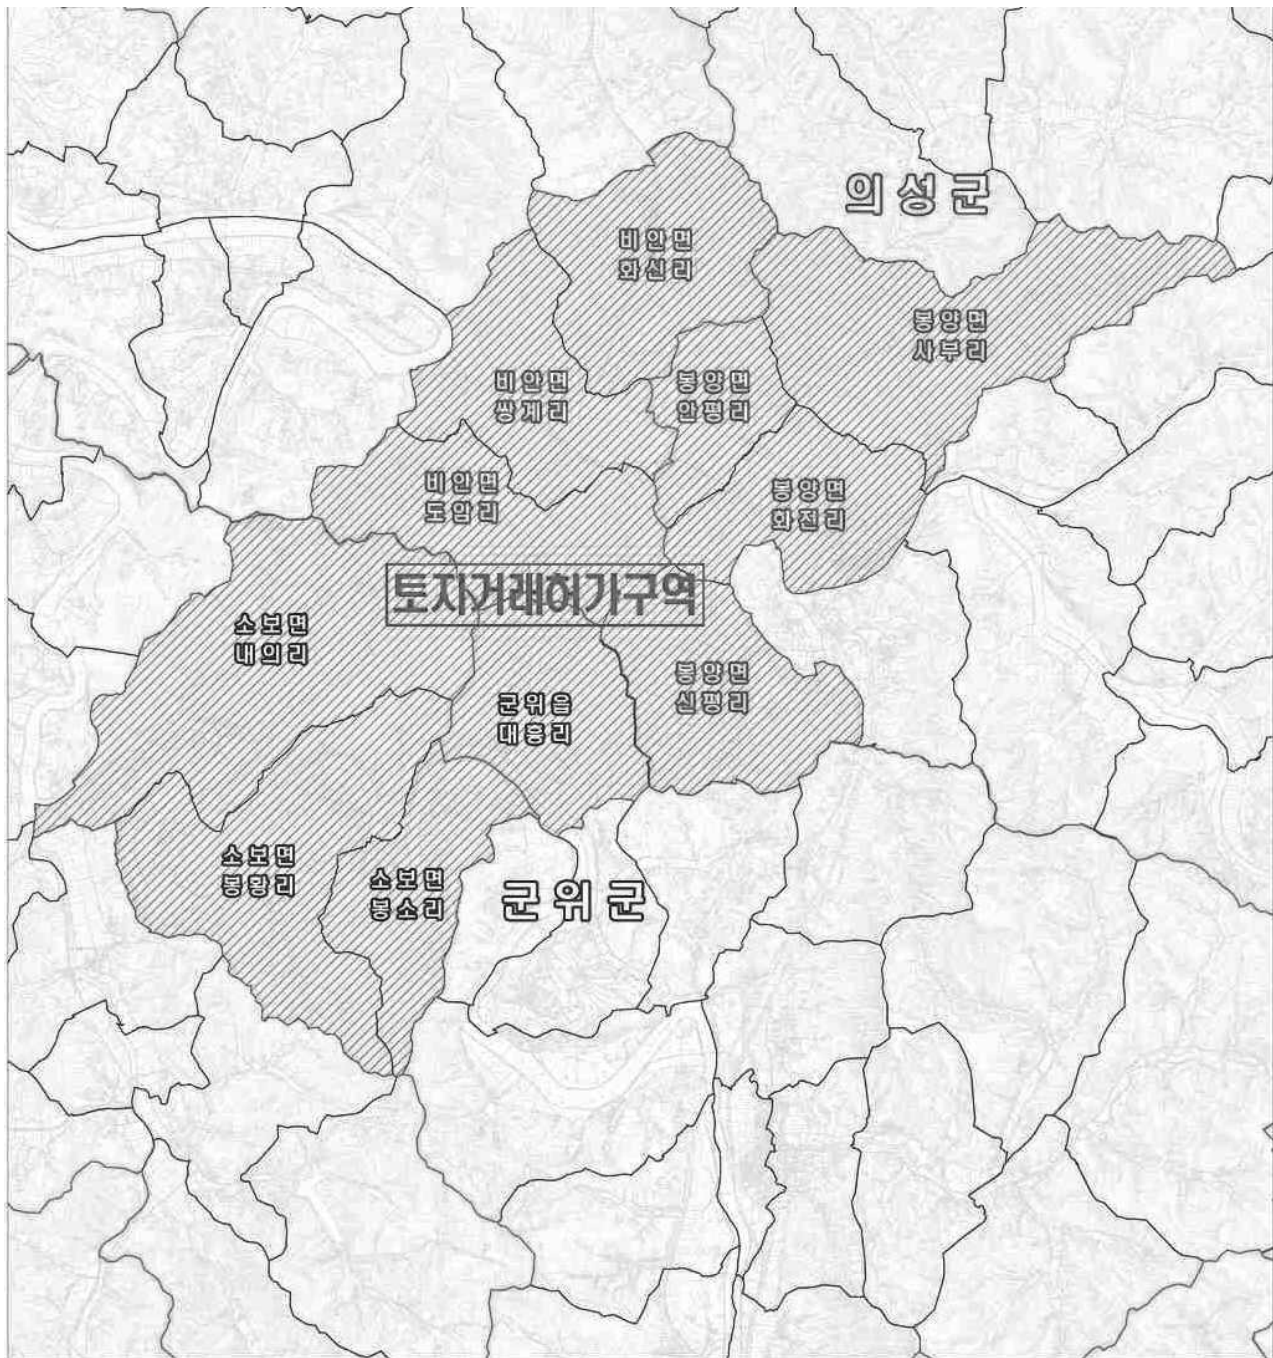 의성군
비안면
화신리
봉양면
사부리
비안면
쌍계리
봉양면
안평리
비안면
도암리
봉양면
화전리
토지거래허가구역
소보면
내의리
봉양면
신평리
군위읍
대흥리
소보면
봉황리
소보면
봉소리
군위군